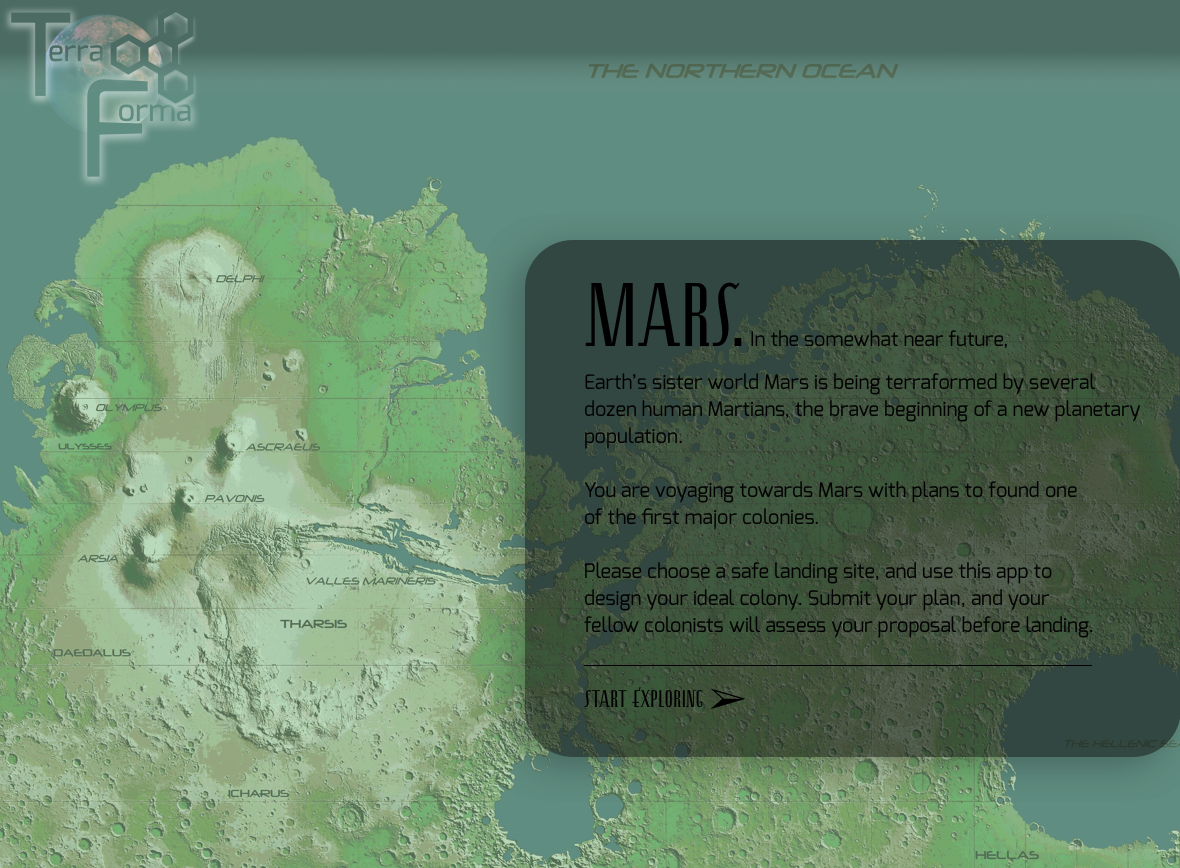 Terra
Forma
THE NORTHERN OCEAN
DELPHI
OLYMPUS
ULYSSES
ASCRAEUS
PAVONIS
ARSIA
VALLES MARINERIS
THARSIS
DAEDALUS
ICHARUS
MARS. In the somewhat near future,
Earth's sister world Mars is being terraformed by several
dozen human Martians, the brave beginning of a new planetary
population.
You are voyaging towards Mars with plans to found one
of the first major colonies.
Please choose a safe landing site, and use this app to
design your ideal colony. Submit your plan, and your
fellow colonists will assess your proposal before landing.
START EXPLORING
THE HELLENIC SEA
HELLAS